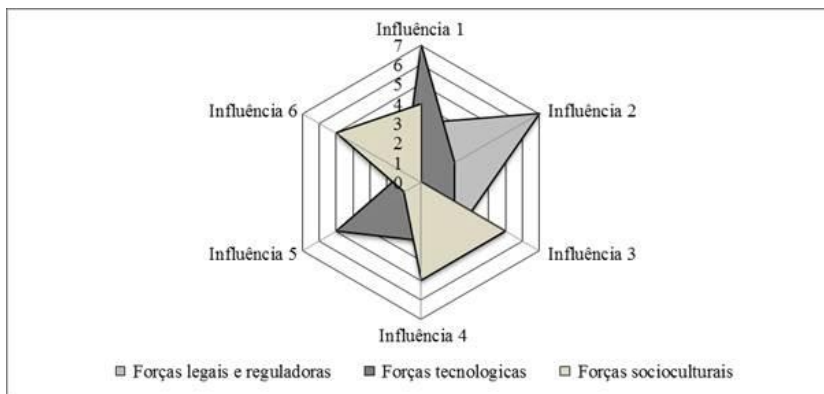 Influência 1
7
6
5
4
3
2
1
0
Influência 6
Influência 2
Influência 5
Influência 3
Influência 4
Forças legais e reguladoras
Forças tecnologicas
Forças socioculturais